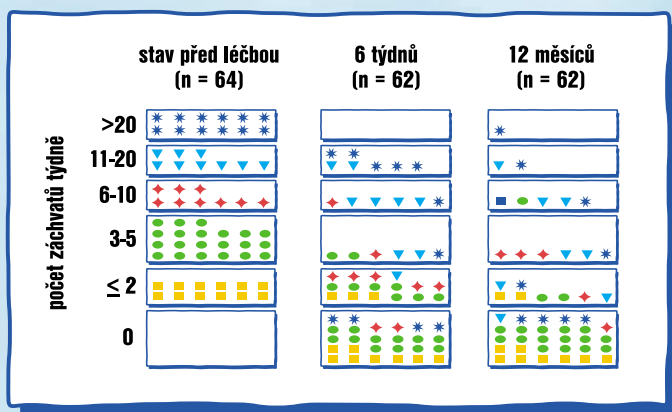 stav před léčbou
(n = 64)
6 týdnů
(n = 62)
12 měsíců
(n = 62)
počet záchvatů týdně
>20
11-20
6-10
3-5
≤ 2
0